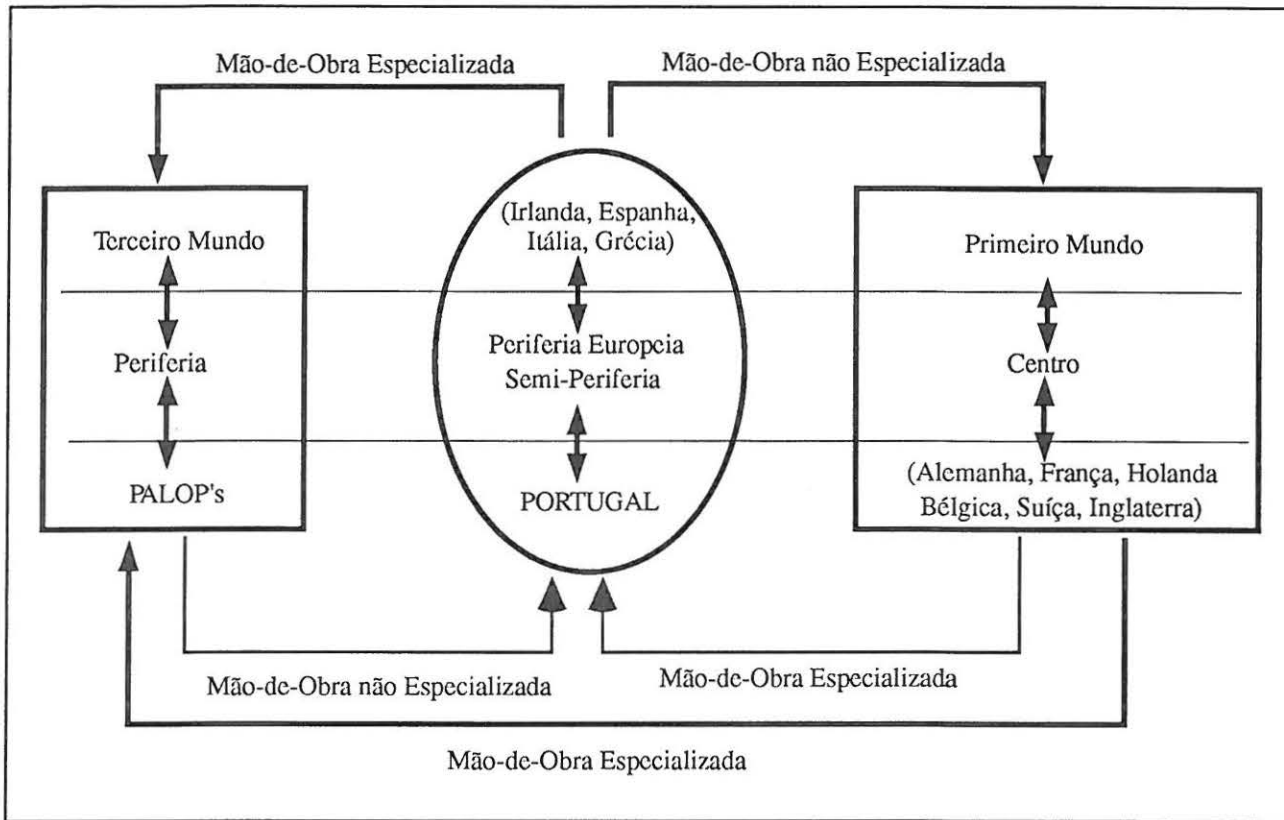 Mão-de-Obra Especializada
Mão-de-Obra não Especializada
Terceiro Mundo
(Irlanda, Espanha,
Itália, Grécia)
Primeiro Mundo
Periferia
Periferia Europeia
Semi-Periferia
Centro
PALOP's
PORTUGAL
(Alemanha, França, Holanda
Bélgica, Suíça, Inglaterra)
Mão-de-Obra não Especializada
Mão-de-Obra Especializada
Mão-de-Obra Especializada